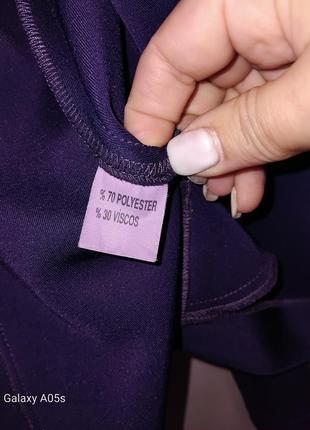 % 70 POLYESTER
% 30 VISCOS
Galaxy A05s